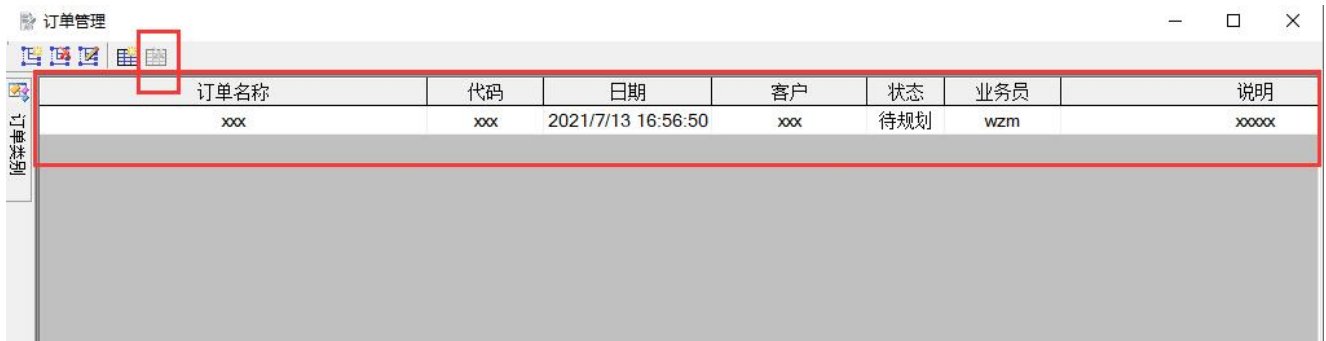 订单管理
订单名称 代码 日期 客户 状态 业务员 说明
xxx xxx 2021/7/13 16:56:50 xxx 待规划 wzm xxxxx
订单类别